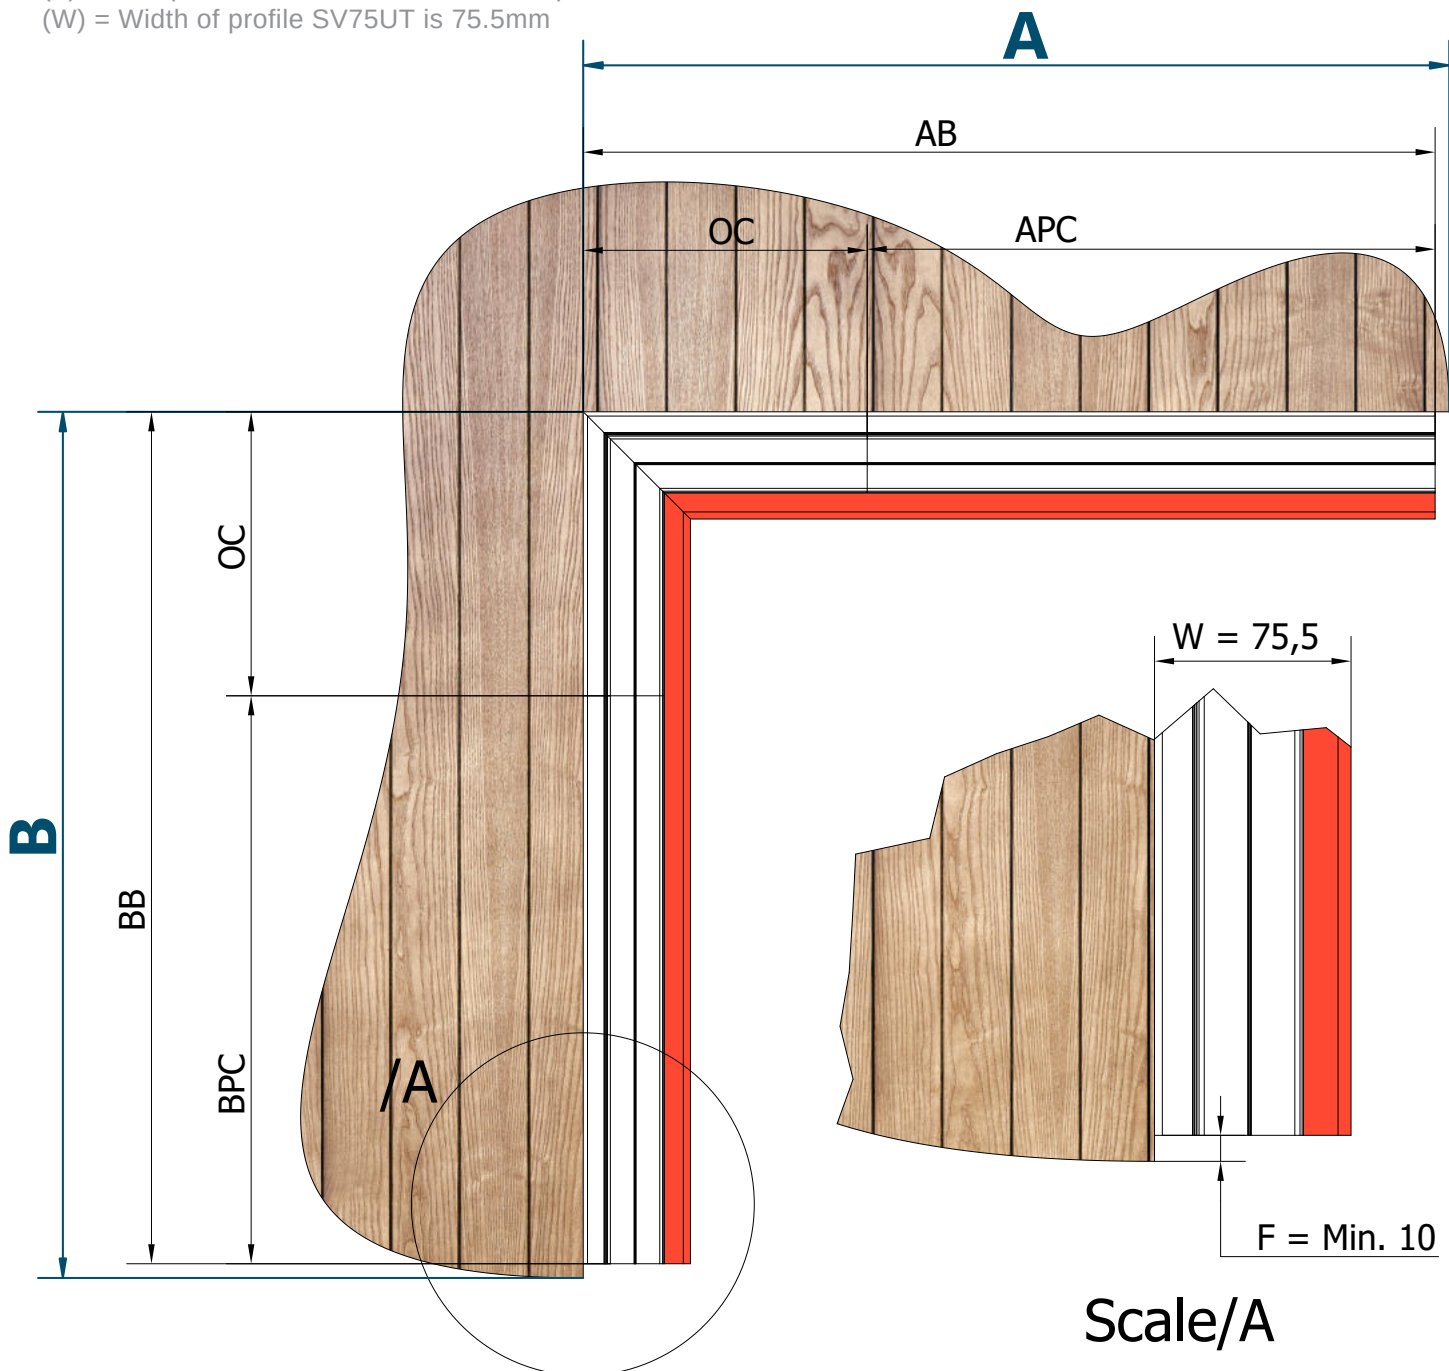 (W) = Width of profile SV75UT is 75.5mm
A
AB
OC
APC
OC
W = 75,5
B
BB
BPC
/A
F = Min. 10
Scale/A